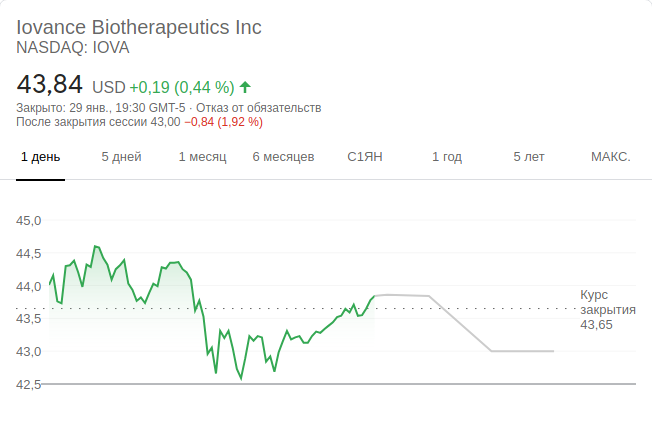 Iovance Biotherapeutics Inc
NASDAQ: IOVA
43,84 USD +0,19 (0,44 %)
Закрыто: 29 янв., 19:30 GMT-5 · Отказ от обязательств
После закрытия сессии 43,00 −0,84 (1,92 %)
1 день 5 дней 1 месяц 6 месяцев С1ЯН 1 год 5 лет МАКС.
45,0
44,5
44,0
43,5
43,0
42,5
Курс
закрытия
43,65